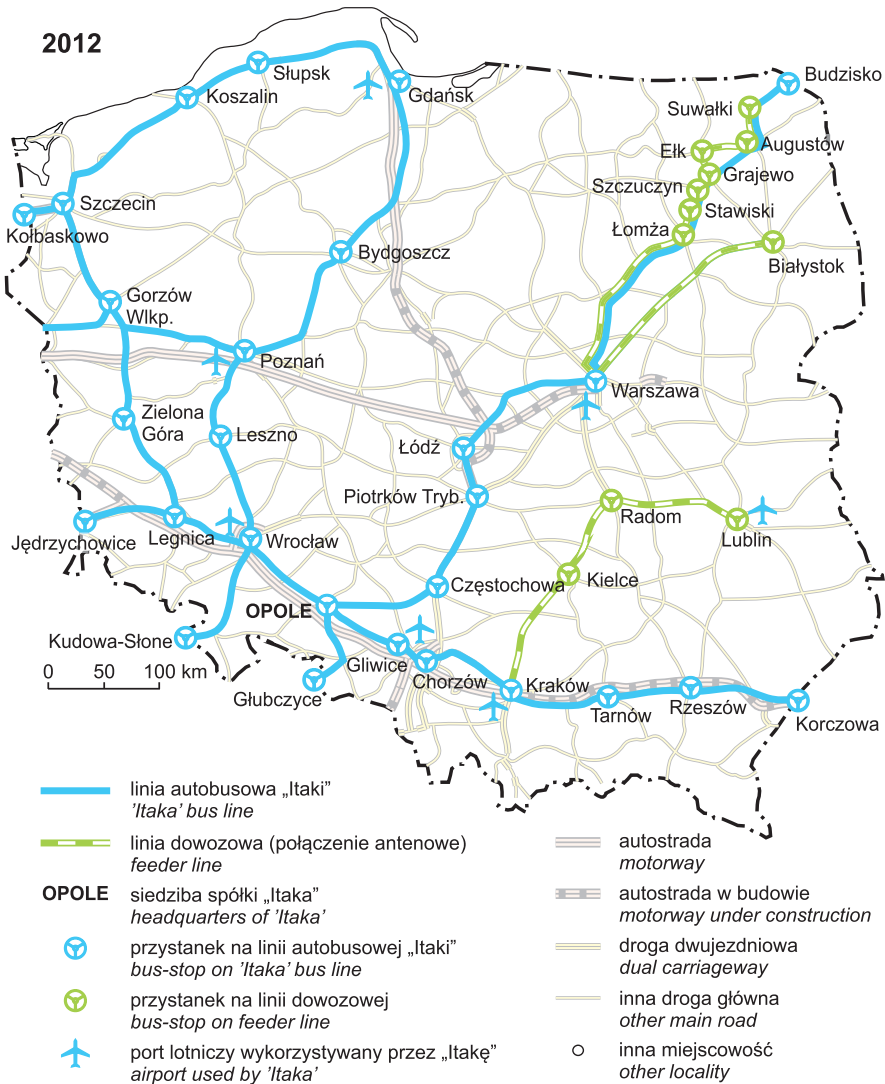 2012
Budzisko
Słupsk
Koszalin
Gdańsk
Suwałki
Augustów
Ełk
Grajewo
Szczuczyn
Szczecin
Stawiski
Kołbaskowo
Łomża
Bydgoszcz
Białystok
Gorzów
Wlkp.
Poznań
Warszawa
Zielona
Góra
Leszno
Łódź
Piotrków Tryb.
Radom
Jędrzychowice
Legnica
Wrocław
Lublin
Częstochowa
Kielce
OPOLE
Kudowa-Słone
Gliwice
0 50 100 km
Chorzów
Kraków
Głubczyce
Tarnów
Rzeszów
Korczowa
linia autobusowa „Itaki”
’Itaka’ bus line
linia dowozowa (połączenie antenowe)
feeder line
OPOLE siedziba spółki „Itaka”
headquarters of ’Itaka’
przystanek na linii autobusowej „Itaki”
bus-stop on ’Itaka’ bus line
przystanek na linii dowozowej
bus-stop on feeder line
port lotniczy wykorzystywany przez „Itakę”
airport used by ’Itaka’
autostrada
motorway
autostrada w budowie
motorway under construction
droga dwujezdniowa
dual carriageway
inna droga główna
other main road
inna miejscowość
other locality